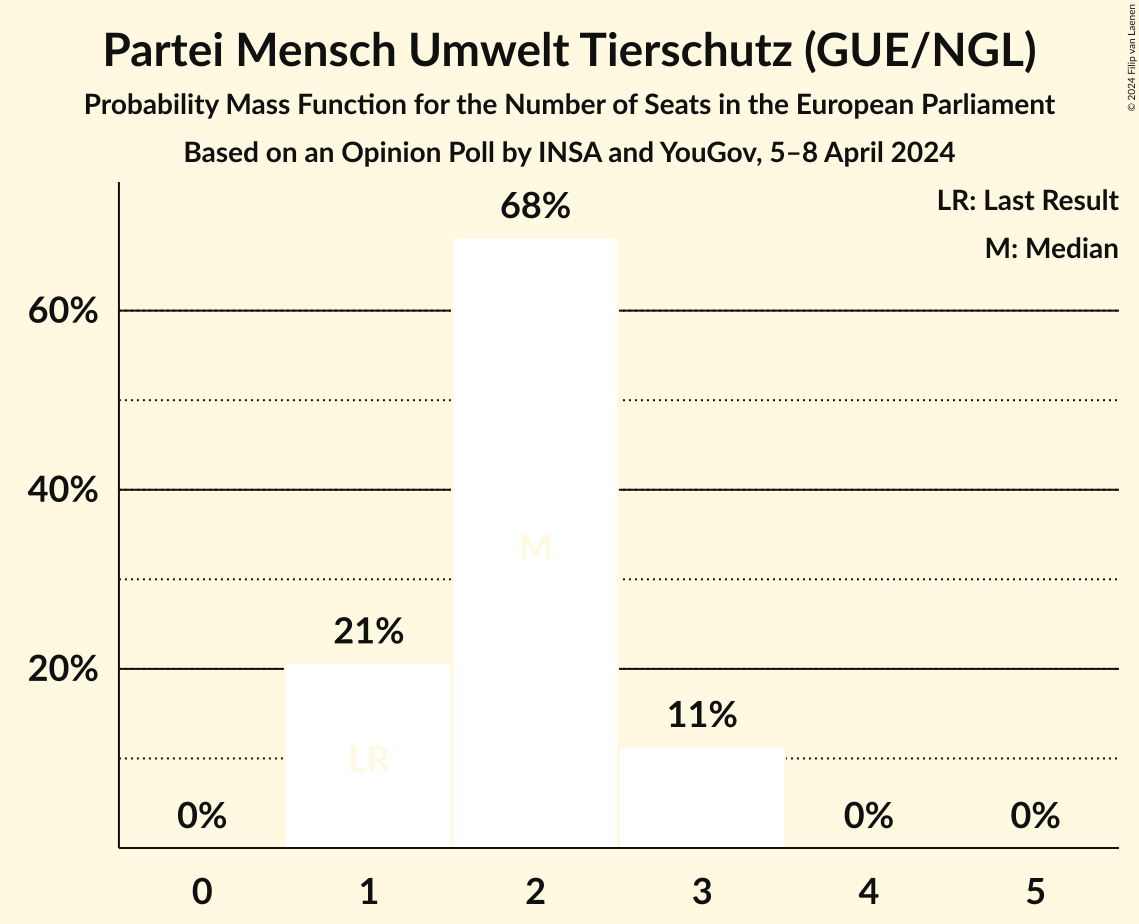 Partei Mensch Umwelt Tierschutz (GUE/NGL)
Probability Mass Function for the Number of Seats in the European Parliament
Based on an Opinion Poll by INSA and YouGov, 5–8 April 2024
© 2024 Filip van Laenen
LR: Last Result
M: Median
68%
60%
40%
M
21%
20%
11%
LR
0%
0%
0%
0 1 2 3 4 5